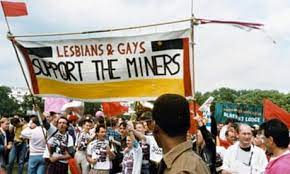 LESBIANS & GAYS
SUPPORT THE MINERS
LODGE